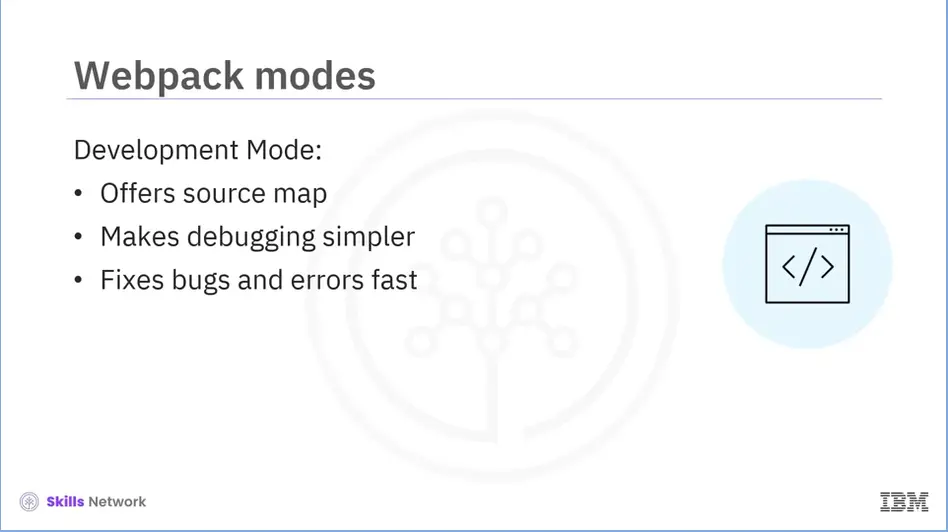 Webpack modes
Development Mode:
• Offers source map
• Makes debugging simpler
• Fixes bugs and errors fast
</>
Skills Network
IBM